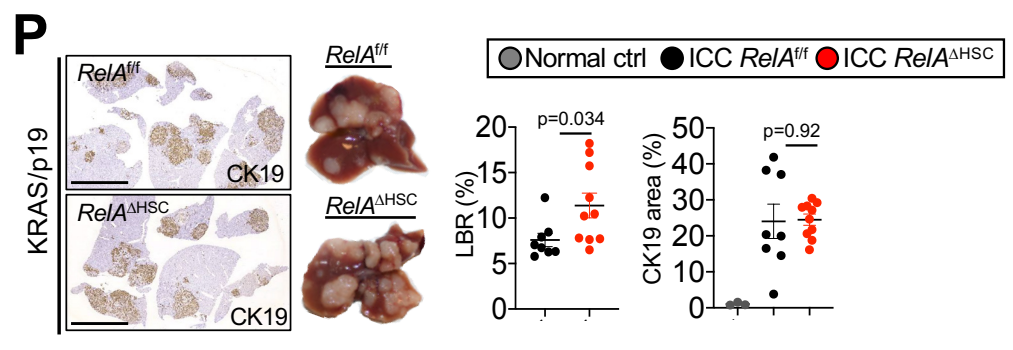 P
KRAS/p19
RelAf/f
CK19
RelAΔHSC
CK19
RelAf/f
RelAΔHSC
Normal ctrl ICC RelAf/f ICC RelAΔHSC
LBR (%)
20
15
10
5
0
p=0.034
CK19 area (%)
50
40
30
20
10
0
p=0.92